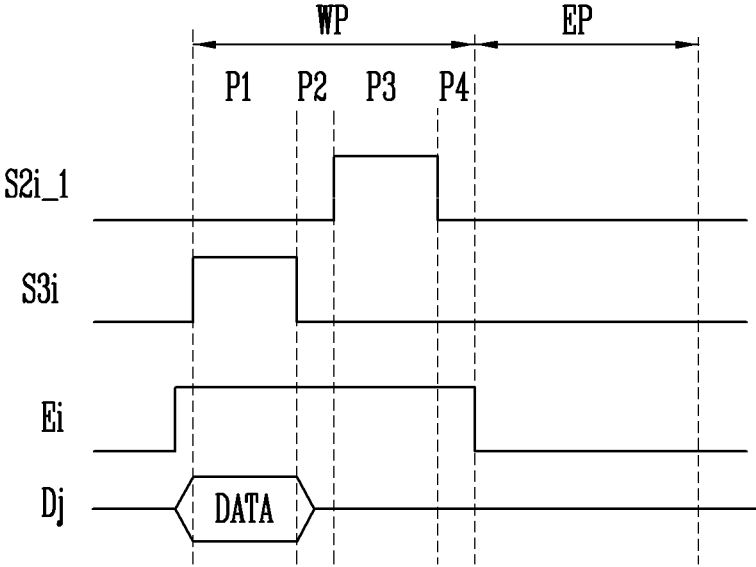 WP EP
P1 P2 P3 P4
S2i_1
S3i
Ei
Dj DATA